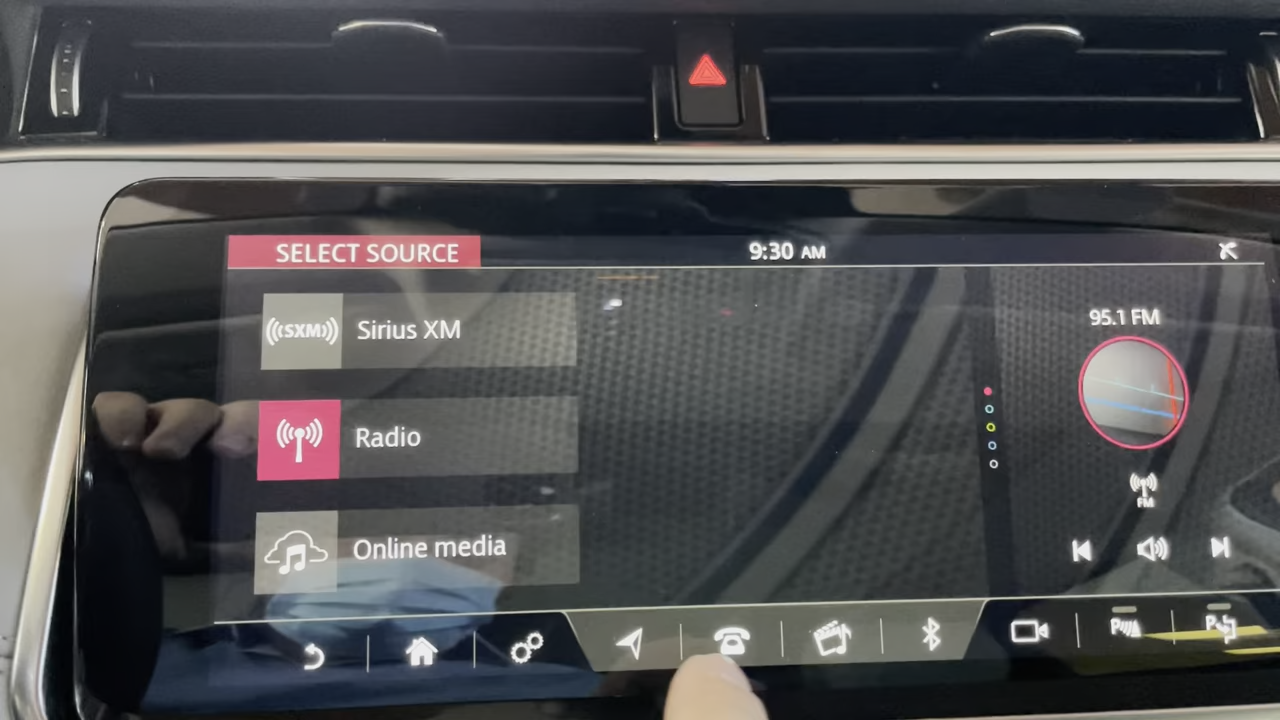 SELECT SOURCE
9:30 AM
SXM
Sirius XM
95.1 FM
Radio
FM
Online media
P
P